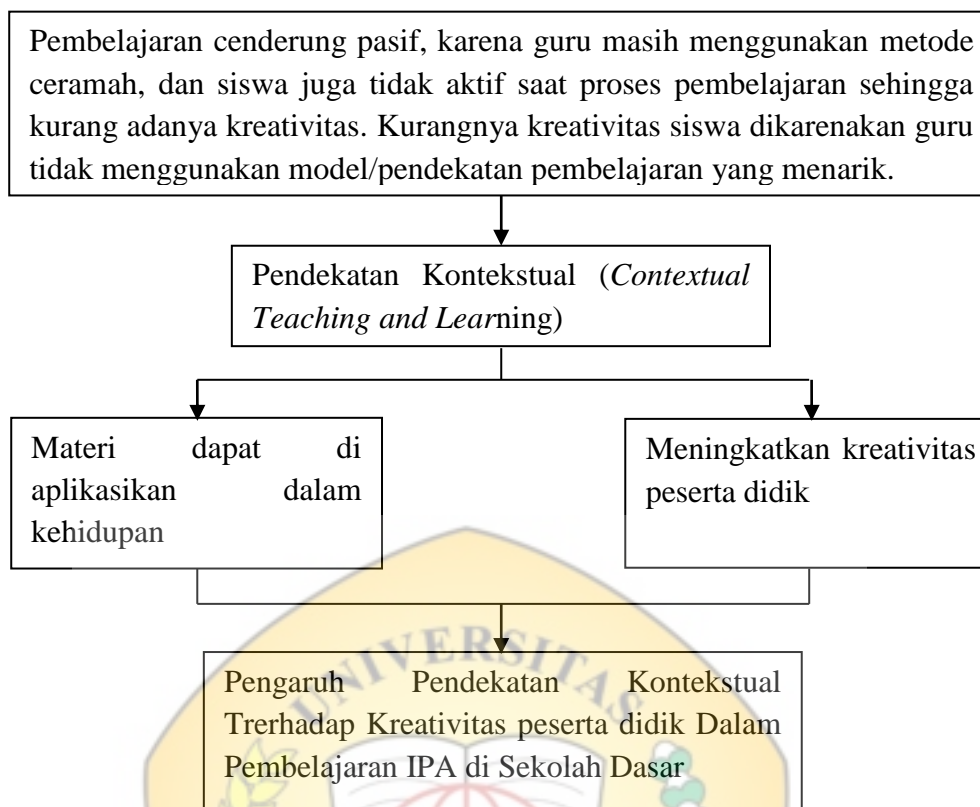 Pembelajaran cenderung pasif, karena guru masih menggunakan metode
ceramah, dan siswa juga tidak aktif saat proses pembelajaran sehingga
kurang adanya kreativitas. Kurangnya kreativitas siswa dikarenakan guru
tidak menggunakan model/pendekatan pembelajaran yang menarik.
Pendekatan Kontekstual (Contextual
Teaching and Learning)
Materi dapat di
aplikasikan dalam
kehidupan
Meningkatkan kreativitas
peserta didik
UNIVERSITAS
Pengaruh Pendekatan Kontekstual
Trerhadap Kreativitas peserta didik Dalam
Pembelajaran IPA di Sekolah Dasar